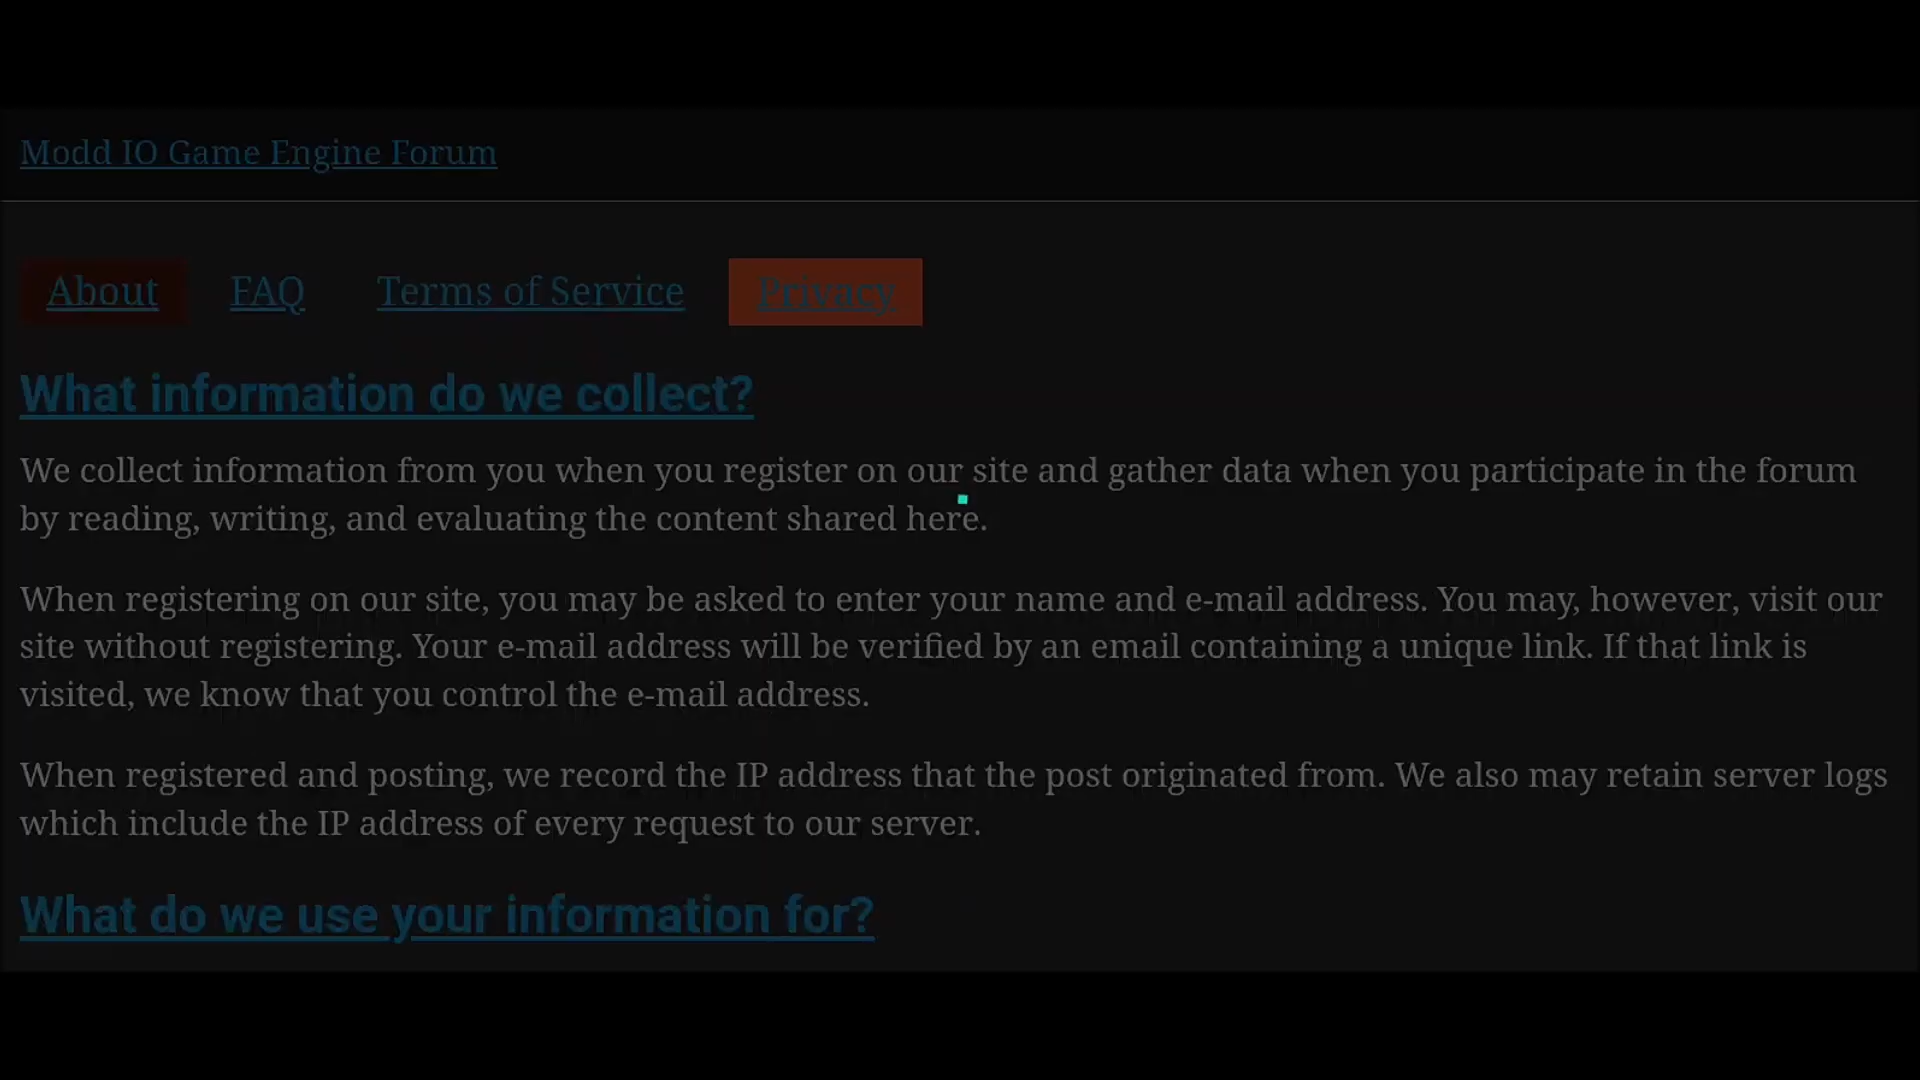 Modd IO Game Engine Forum
About FAQ Terms of Service Privacy
What information do we collect?
We collect information from you when you register on our site and gather data when you participate in the forum
by reading, writing, and evaluating the content shared here.
When registering on our site, you may be asked to enter your name and e-mail address. You may, however, visit our
site without registering. Your e-mail address will be verified by an email containing a unique link. If that link is
visited, we know that you control the e-mail address.
When registered and posting, we record the IP address that the post originated from. We also may retain server logs
which include the IP address of every request to our server.
What do we use your information for?